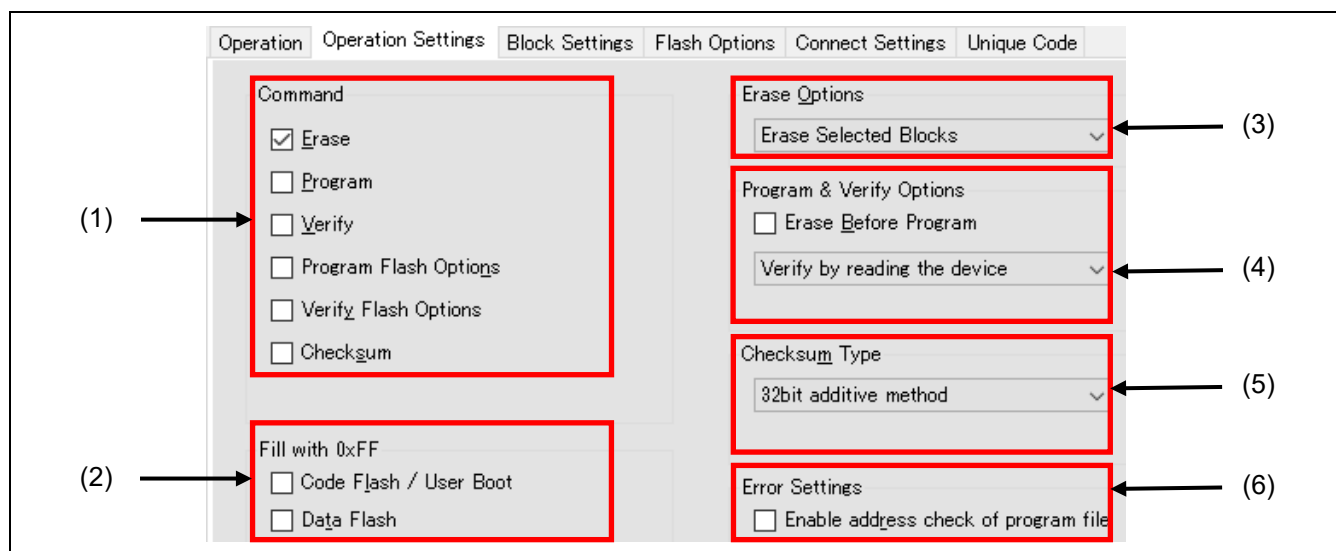 Operation Operation Settings Block Settings Flash Options Connect Settings Unique Code
Command
Erase
Program
Verify
Program Flash Options
Verify Flash Options
Checksum
(1)
Fill with 0xFF
Code Flash / User Boot
Data Flash
(2)
Erase Options
Erase Selected Blocks
(3)
Program & Verify Options
Erase Before Program
Verify by reading the device
(4)
Checksum Type
32bit additive method
(5)
Error Settings
Enable address check of program file
(6)